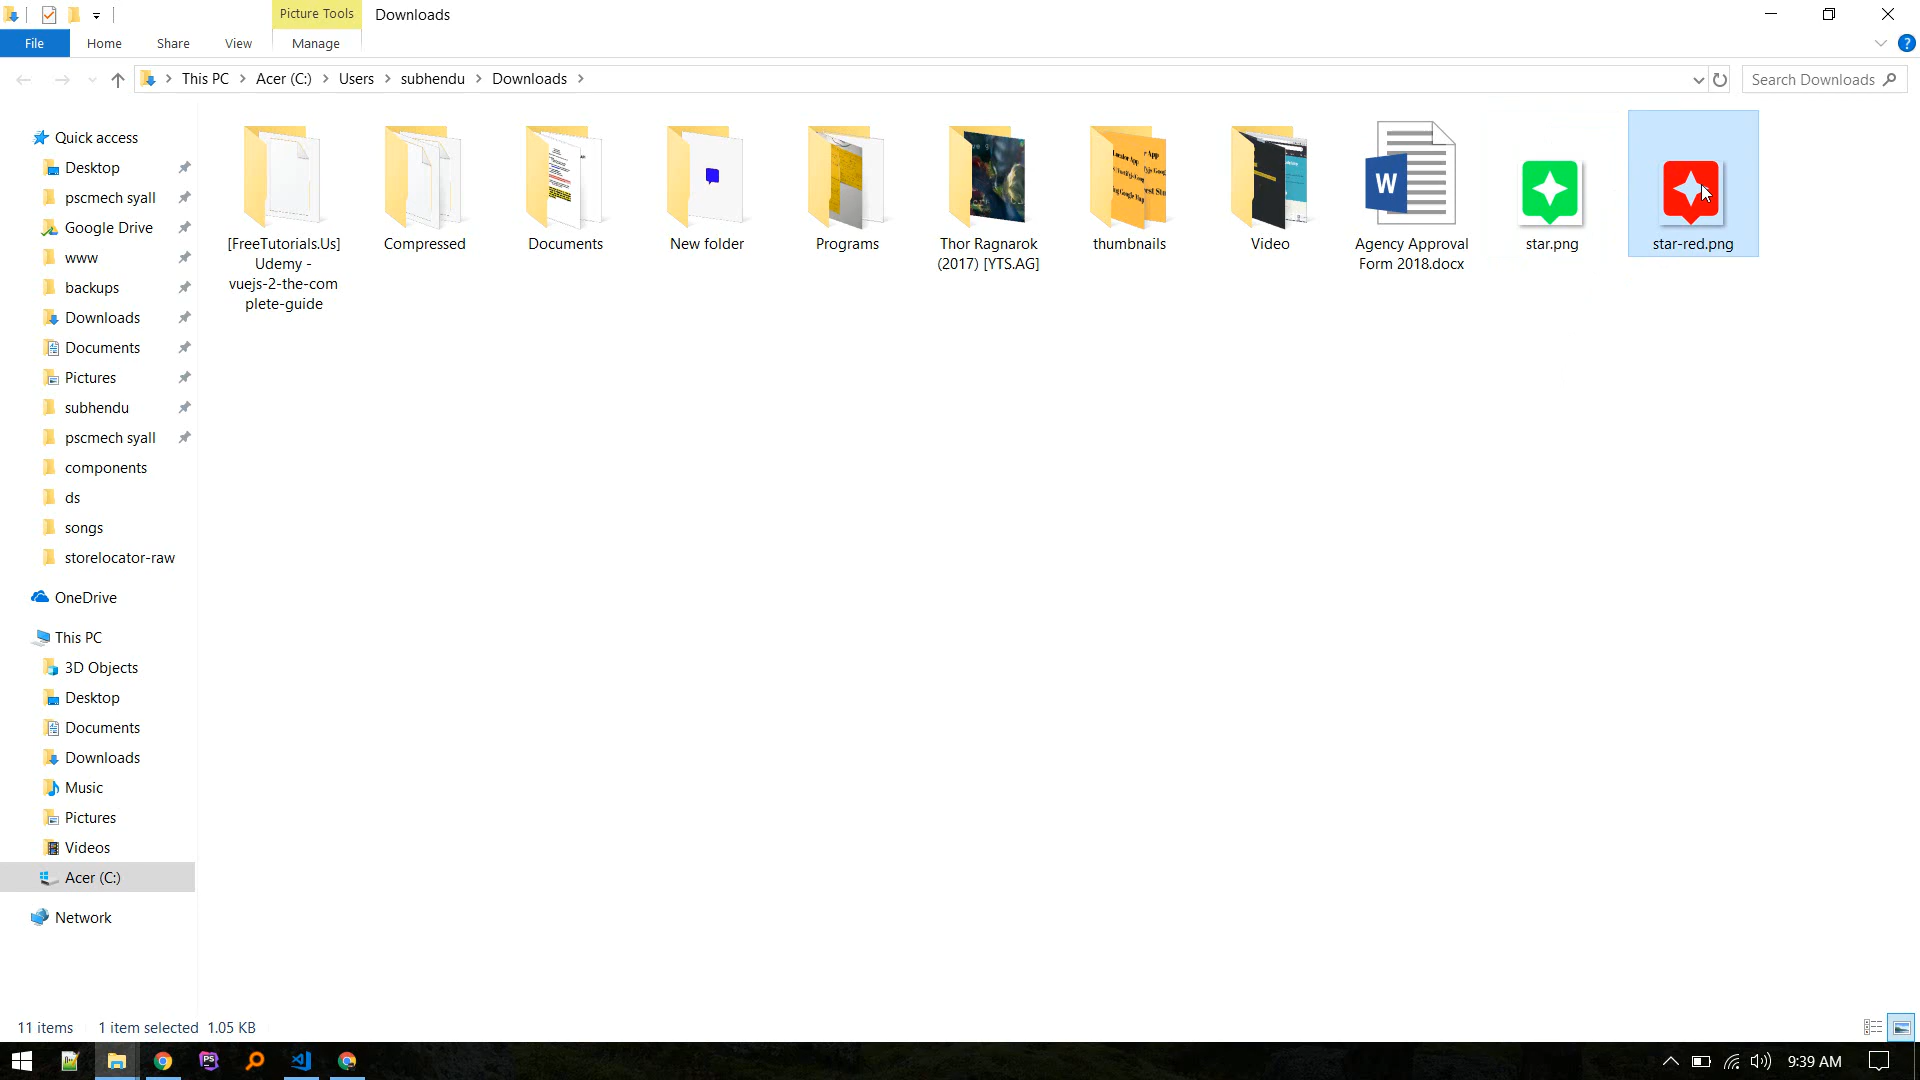 Picture Tools
Downloads
File
Home
Share
View
Manage
?
This PC
Acer (C:)
Users
subhendu
Downloads
Search Downloads
Quick access
Desktop
pscmech syall
Google Drive
www
backups
Downloads
Documents
Pictures
subhendu
pscmech syall
components
ds
songs
storelocator-raw
OneDrive
This PC
3D Objects
Desktop
Documents
Downloads
Music
Pictures
Videos
Acer (C:)
Network
[FreeTutorials.Us]
Udemy -
vuejs-2-the-com
plete-guide
Compressed
Documents
New folder
Programs
Thor Ragnarok
(2017) [YTS.AG]
thumbnails
Video
W
Agency Approval
Form 2018.docx
star.png
star-red.png
11 items
1 item selected 1.05 KB
PS
9:39 AM